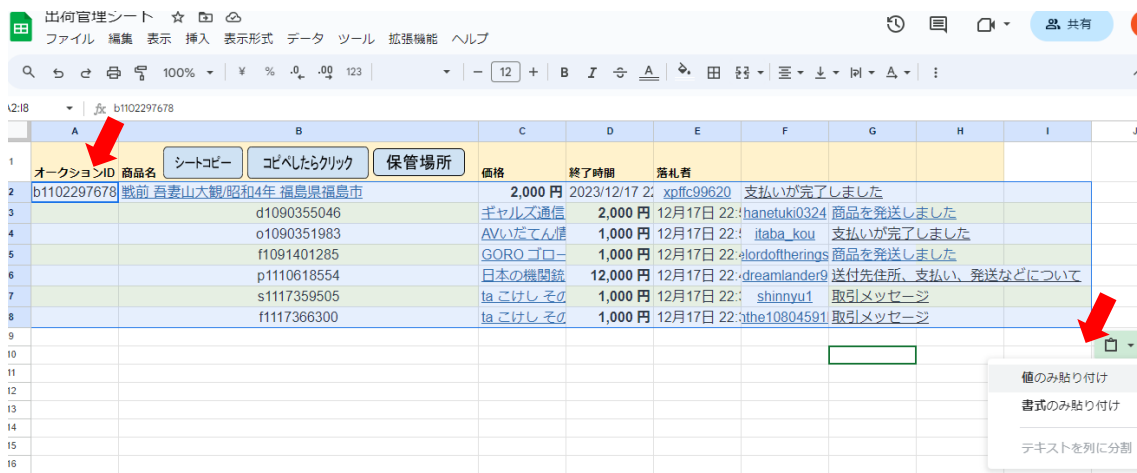 出荷管理シート
ファイル 編集 表示 挿入 表示形式 データ ツール 拡張機能 ヘルプ
共有
100% ¥ % .0 .00 123 12 B I A
A2:I8 fx b1102297678
A B C D E F G H I J
1 オークションID 商品名 シートコピー コピペしたらクリック 保管場所 価格 終了時間 落札者
2 b1102297678 戦前 吾妻山大観/昭和4年 福島県福島市 2,000 円 2023/12/17 22 xpffc99620 支払いが完了しました
3 d1090355046 ギャルズ通信 2,000 円 12月17日 22: hanetuki0324 商品を発送しました
4 o1090351983 AVいだてん情 1,000 円 12月17日 22: itaba_kou 支払いが完了しました
5 f1091401285 GORO ゴロー 1,000 円 12月17日 22: elordoftherings 商品を発送しました
6 p1110618554 日本の機関銃 12,000 円 12月17日 22: dreamlander9 送付先住所、支払い、発送などについて
7 s1117359505 ta こけし その 1,000 円 12月17日 22: shinnyu1 取引メッセージ
8 f1117366300 ta こけし その 1,000 円 12月17日 22: nthe10804591 取引メッセージ
9
10
11
値のみ貼り付け
12
13
書式のみ貼り付け
14
15
テキストを列に分割
16